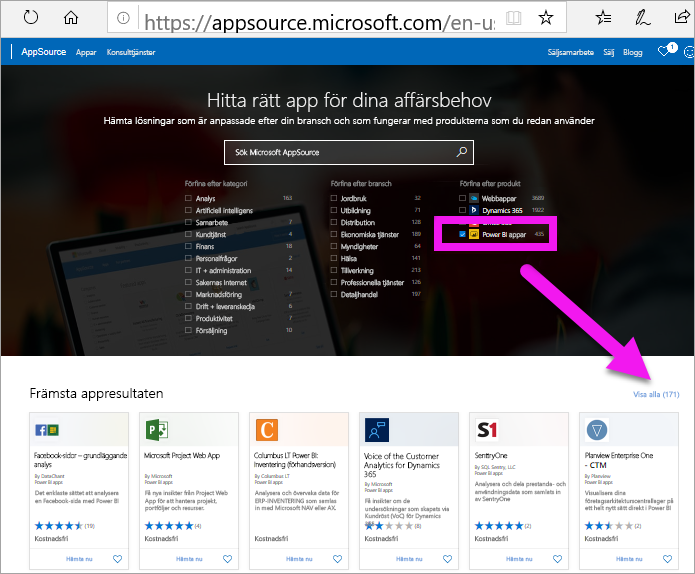 https://appsource.microsoft.com/en-us
AppSource Appar Konsulttjänster Säljsamarbete Sälj Blogg 1
Hitta rätt app för dina affärsbehov
Hämta lösningar som är anpassade efter din bransch och som fungerar med produkterna som du redan använder
Sök Microsoft AppSource
Förfina efter kategori
Analys 163
Artificiell intelligens
Samarbete 7
Kundtjänst 4
Finans 18
Personalfrågor 2
IT + administration 14
Sakernas Internet
Marknadsföring 7
Drift + leveranskedja 6
Produktivitet 7
Försäljning 10
Förfina efter bransch
Jordbruk 32
Utbildning 71
Distribution 128
Ekonomiska tjänster 189
Myndigheter 64
Hälsa 141
Tillverkning 213
Professionella tjänster 126
Detaljhandel 197
Förfina efter produkt
Webbappar 3689
Dynamics 365 1922
Power BI appar 435
Främsta appresultaten
Visa alla (171)
Facebook-sidor – grundläggande
analys
By DataChant
Power BI apps
Det enklaste sättet att analysera
en Facebook-sida med Power BI
(19)
Kostnadsfri
Hämta nu
Microsoft Project Web App
By Microsoft
Power BI apps
Få nya insikter från Project Web
App för att hantera projekt,
portföljer och resurser.
(4)
Kostnadsfri
Hämta nu
Columbus LT Power BI:
Inventering (förhandsversion)
By Columbus
Power BI apps
Analysera och övervaka data för
ERP-INVENTERING som samlas
in med Microsoft NAV eller AX.
Kostnadsfri
Hämta nu
Voice of the Customer
Analytics for Dynamics
365
By Microsoft
Power BI apps
Få insikter om de
undersökningar som skapats via
Kundröst (VoC) för Dynamics
365
(8)
Kostnadsfri
Hämta nu
S1
SentryOne
By SQL Sentry, LLC
Power BI apps
Analysera och dela prestanda- och
användningsdata som samlats in
av SentryOne
(2)
Kostnadsfri
Hämta nu
Planview Enterprise One
- CTM
By Planview
Power BI apps
Visualisera dina
företagsarkitekturcentrallager på
ett helt nytt sätt direkt i Power BI
(2)
Kostnadsfri
Hämta nu